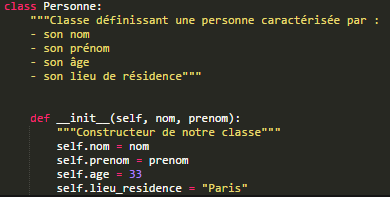 class Personne:
    """Classe définissant une personne caractérisée par :
    - son nom
    - son prénom
    - son âge
    - son lieu de résidence"""
    def __init__(self, nom, prenom):
        """Constructeur de notre classe"""
        self.nom = nom
        self.prenom = prenom
        self.age = 33
        self.lieu_residence = "Paris"